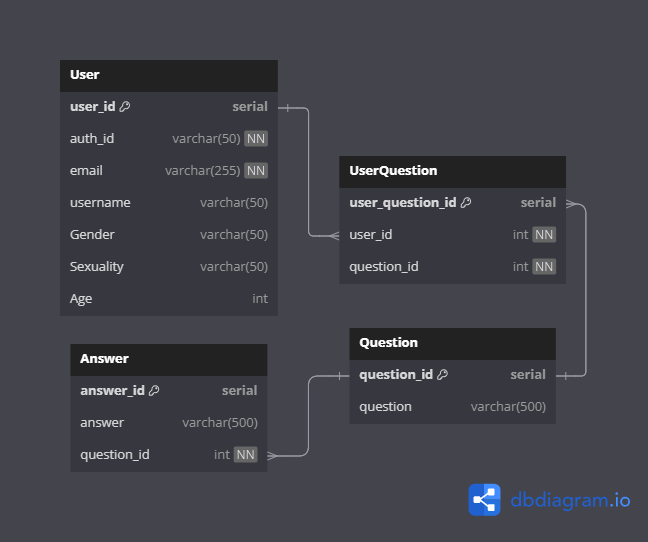 User
user_id serial
auth_id varchar(50) NN
email varchar(255) NN
username varchar(50)
Gender varchar(50)
Sexuality varchar(50)
Age int
UserQuestion
user_question_id serial
user_id int NN
question_id int NN
Answer
answer_id serial
answer varchar(500)
question_id int NN
Question
question_id serial
question varchar(500)
dbdiagram.io